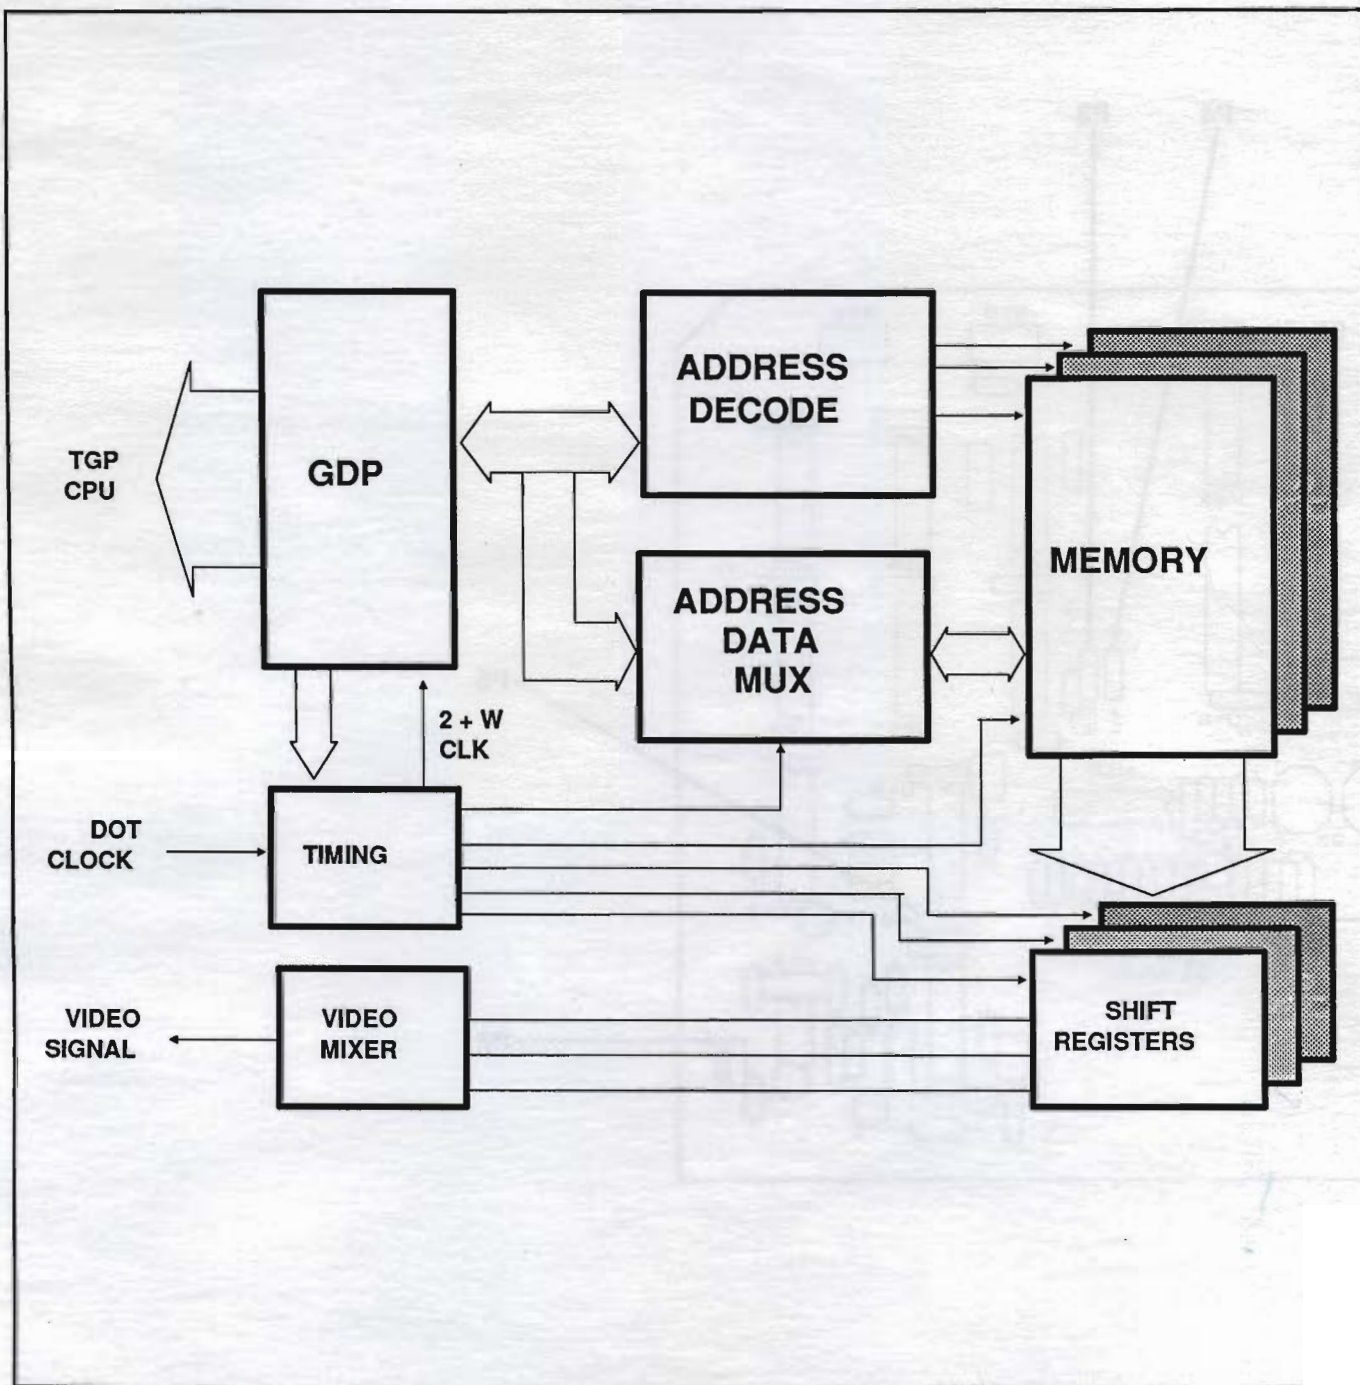 ADDRESS
DECODE
TGP
CPU
GDP
MEMORY
ADDRESS
DATA
MUX
2 + W
CLK
DOT
CLOCK
TIMING
VIDEO
SIGNAL
VIDEO
MIXER
SHIFT
REGISTERS